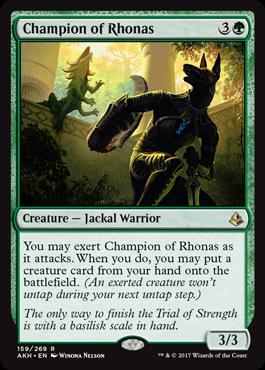 Champion of Rhonas 3
Creature — Jackal Warrior
You may exert Champion of Rhonas as
it attacks. When you do, you may put a
creature card from your hand onto the
battlefield. (An exerted creature won't
untap during your next untap step.)
The only way to finish the Trial of Strength
is with a basilisk scale in hand.
3/3
159/269 R
AKH • EN Winona Nelson
™ & © 2017 Wizards of the Coast